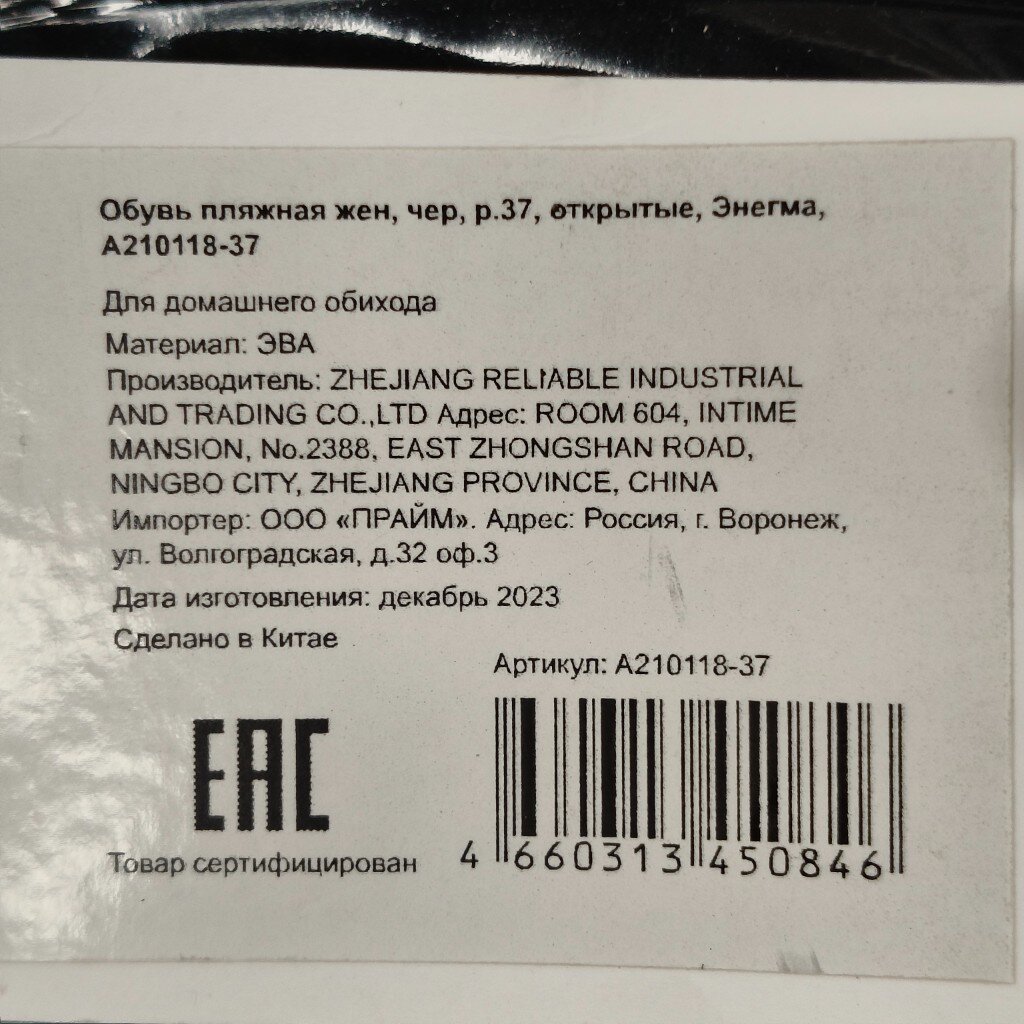 Обувь пляжная жен, чер, р.37, открытые, Энегма,
А210118-37
Для домашнего обихода
Материал: ЭВА
Производитель: ZHEJIANG RELIABLE INDUSTRIAL
AND TRADING CO.,LTD Адрес: ROOM 604, INTIME
MANSION, No.2388, EAST ZHONGSHAN ROAD,
NINGBO CITY, ZHEJIANG PROVINCE, CHINA
Импортер: ООО «ПРАЙМ». Адрес: Россия, г. Воронеж,
ул. Волгоградская, д.32 оф.3
Дата изготовления: декабрь 2023
Сделано в Китае
Артикул: А210118-37
EAC
Товар сертифицирован
4 660313 450846